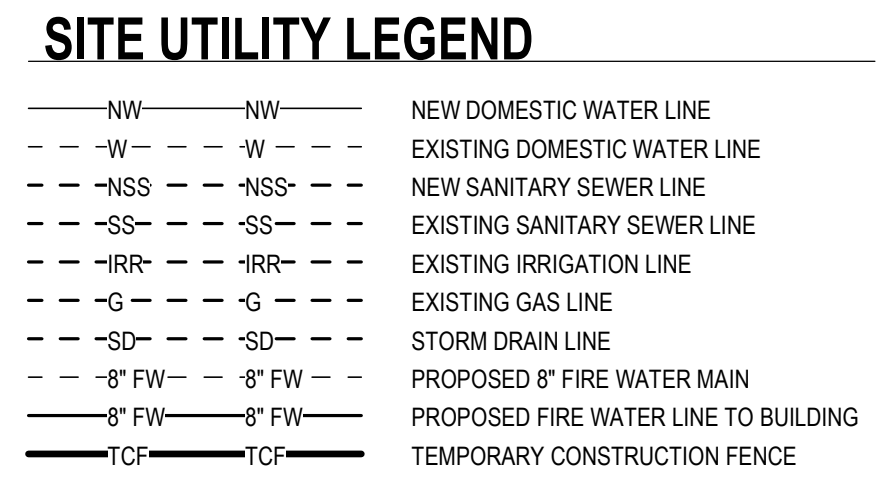 SITE UTILITY LEGEND
NW NW NEW DOMESTIC WATER LINE
W W EXISTING DOMESTIC WATER LINE
NSS NSS NEW SANITARY SEWER LINE
SS SS EXISTING SANITARY SEWER LINE
IRR IRR EXISTING IRRIGATION LINE
G G EXISTING GAS LINE
SD SD STORM DRAIN LINE
8" FW 8" FW PROPOSED 8" FIRE WATER MAIN
8" FW 8" FW PROPOSED FIRE WATER LINE TO BUILDING
TCF TCF TEMPORARY CONSTRUCTION FENCE